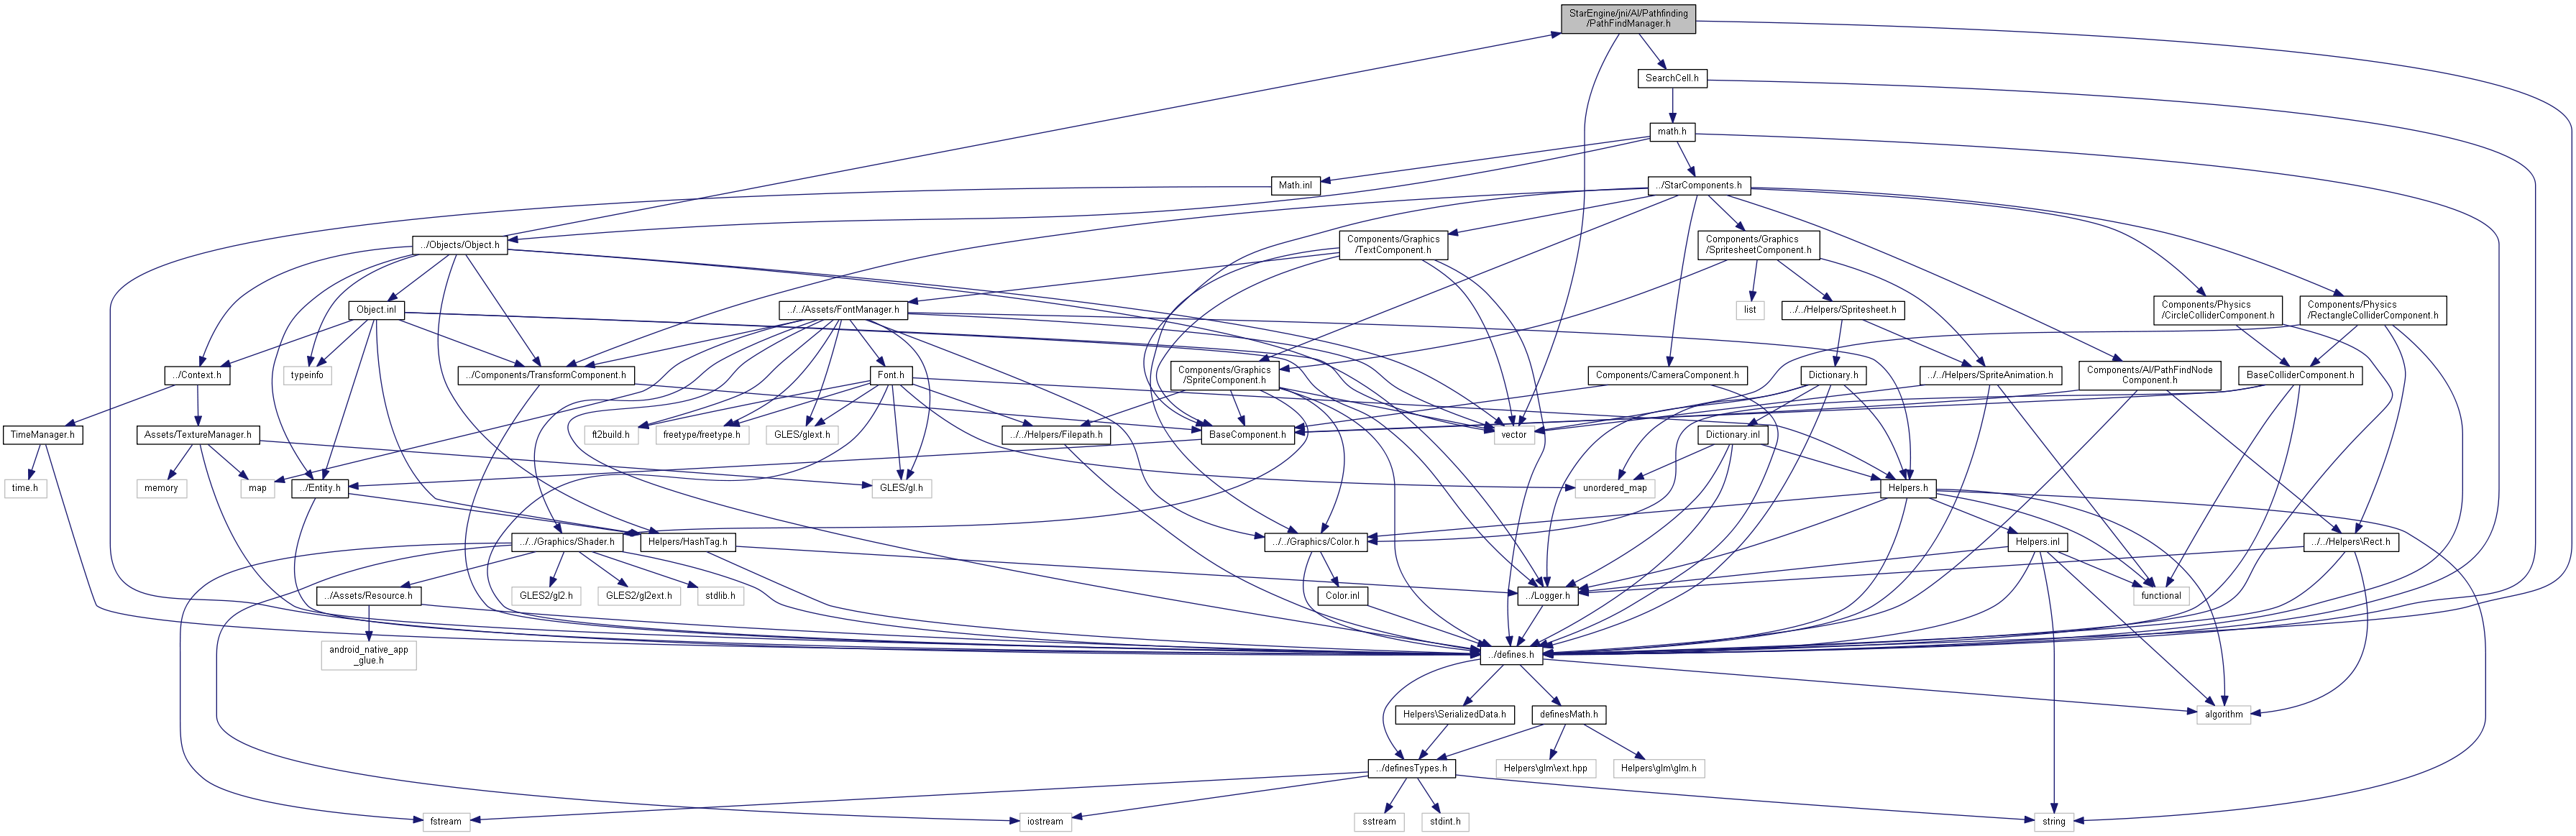 StarEngine/jni/AI/Pathfinding
/PathFindManager.h
SearchCell.h
math.h
Math.inl
../StarComponents.h
../Objects/Object.h
Components/Graphics
/TextComponent.h
Components/Graphics
/SpritesheetComponent.h
Object.inl
../../Assets/FontManager.h
list
../../Helpers/Spritesheet.h
Components/Physics
/CircleColliderComponent.h
Components/Physics
/RectangleColliderComponent.h
../Context.h
typeinfo
../Components/TransformComponent.h
Font.h
Components/Graphics
/SpriteComponent.h
Components/CameraComponent.h
Dictionary.h
../../Helpers/SpriteAnimation.h
Components/AI/PathFindNode
Component.h
BaseColliderComponent.h
TimeManager.h
Assets/TextureManager.h
ft2build.h
freetype/freetype.h
GLES/glext.h
../../Helpers/Filepath.h
BaseComponent.h
vector
Dictionary.inl
time.h
memory
map
../Entity.h
GLES/gl.h
unordered_map
Helpers.h
../../Graphics/Shader.h
Helpers/HashTag.h
../../Graphics/Color.h
Helpers.inl
../../Helpers\Rect.h
../Assets/Resource.h
GLES2/gl2.h
GLES2/gl2ext.h
stdlib.h
Color.inl
../Logger.h
functional
android_native_app
_glue.h
../defines.h
Helpers\SerializedData.h
definesMath.h
algorithm
../definesTypes.h
Helpers\glm\ext.hpp
Helpers\glm\glm.h
fstream
iostream
sstream
stdint.h
string